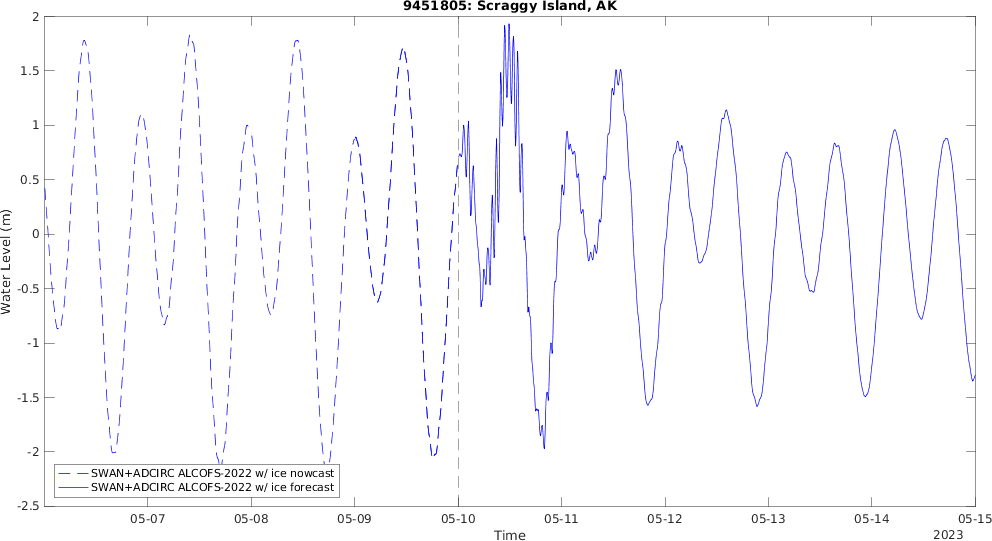 9451805: Scraggy Island, AK
2
1.5
1
0.5
0
-0.5
-1
-1.5
-2
-2.5
Water Level (m)
SWAN+ADCIRC ALCOFS-2022 w/ ice nowcast
SWAN+ADCIRC ALCOFS-2022 w/ ice forecast
05-07 05-08 05-09 05-10 05-11 05-12 05-13 05-14 05-15
Time
2023